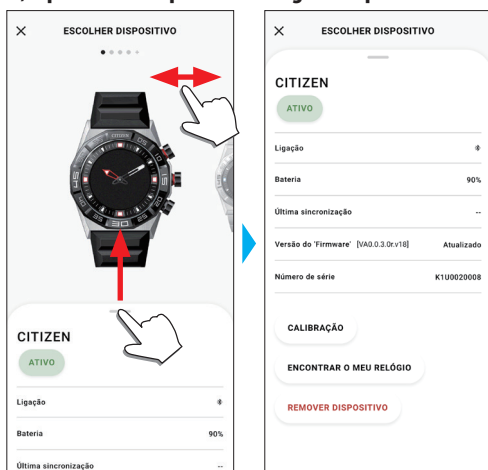 ESCOLHER DISPOSITIVO
CITIZEN
ATIVO
Ligação
Bateria 90%
Última sincronização --
ESCOLHER DISPOSITIVO
CITIZEN
ATIVO
Ligação
Bateria 90%
Última sincronização --
Versão do 'Firmware' [VA0.0.3.0r.v18] Atualizado
Número de série K1U0020008
CALIBRAÇÃO
ENCONTRAR O MEU RELÓGIO
REMOVER DISPOSITIVO